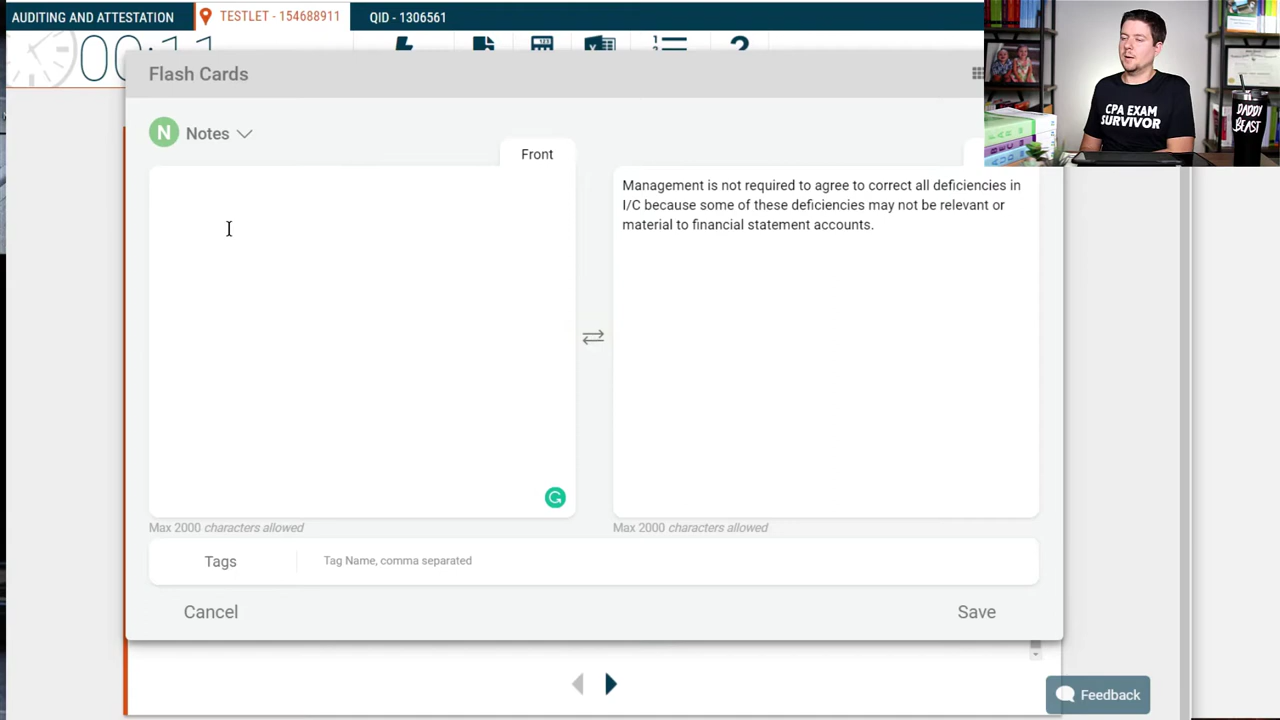 AUDITING AND ATTESTATION
TESTLET - 154688911
QID - 1306561
Flash Cards
N Notes
Front
Management is not required to agree to correct all deficiencies in
I/C because some of these deficiencies may not be relevant or
material to financial statement accounts.
Max 2000 characters allowed
Max 2000 characters allowed
Tags
Tag Name, comma separated
Cancel
Save
Feedback
CPA EXAM
SURVIVOR
DADDY
BEAST